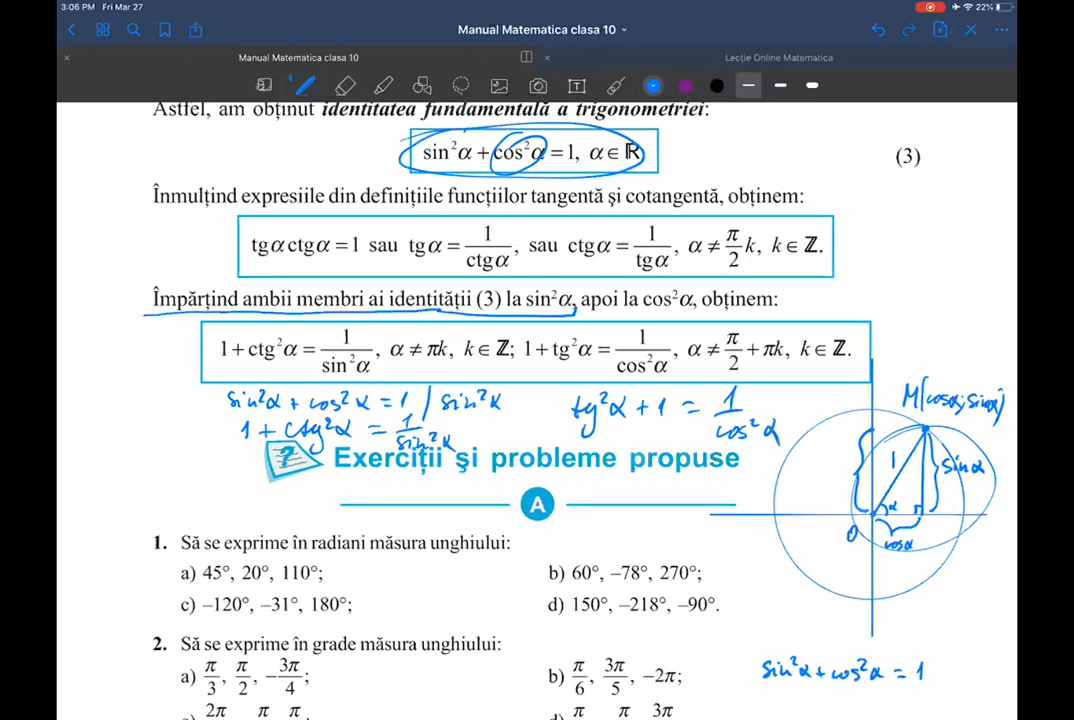 3:06 PM Fri Mar 27
22%
Manual Matematica clasa 10
Manual Matematica clasa 10
Lecție Online Matematica
Astfel, am obținut identitatea fundamentală a trigonometriei:
sin²α + cos²α = 1, α ∈ ℝ
(3)
Înmulțind expresiile din definițiile funcțiilor tangentă și cotangentă, obținem:
tgα ctgα = 1 sau tgα = 1/ctgα, sau ctgα = 1/tgα, α ≠ π/2 k, k ∈ ℤ.
Împărțind ambii membri ai identității (3) la sin²α, apoi la cos²α, obținem:
1 + ctg²α = 1/sin²α, α ≠ πk, k ∈ ℤ; 1 + tg²α = 1/cos²α, α ≠ π/2 + πk, k ∈ ℤ.
sin²α + cos²α = 1 / sin²α
1 + ctg²α = 1/sin²α
tg²α + 1 = 1/cos²α
M(cosα; sinα)
1
sinα
α
O
cosα
? Exerciții și probleme propuse
A
1. Să se exprime în radiani măsura unghiului:
a) 45°, 20°, 110°;
b) 60°, –78°, 270°;
c) –120°, –31°, 180°;
d) 150°, –218°, –90°.
2. Să se exprime în grade măsura unghiului:
a) π/3, π/2, –3π/4;
b) π/6, 3π/5, –2π;
sin²α + cos²α = 1
2π π π
π π 3π